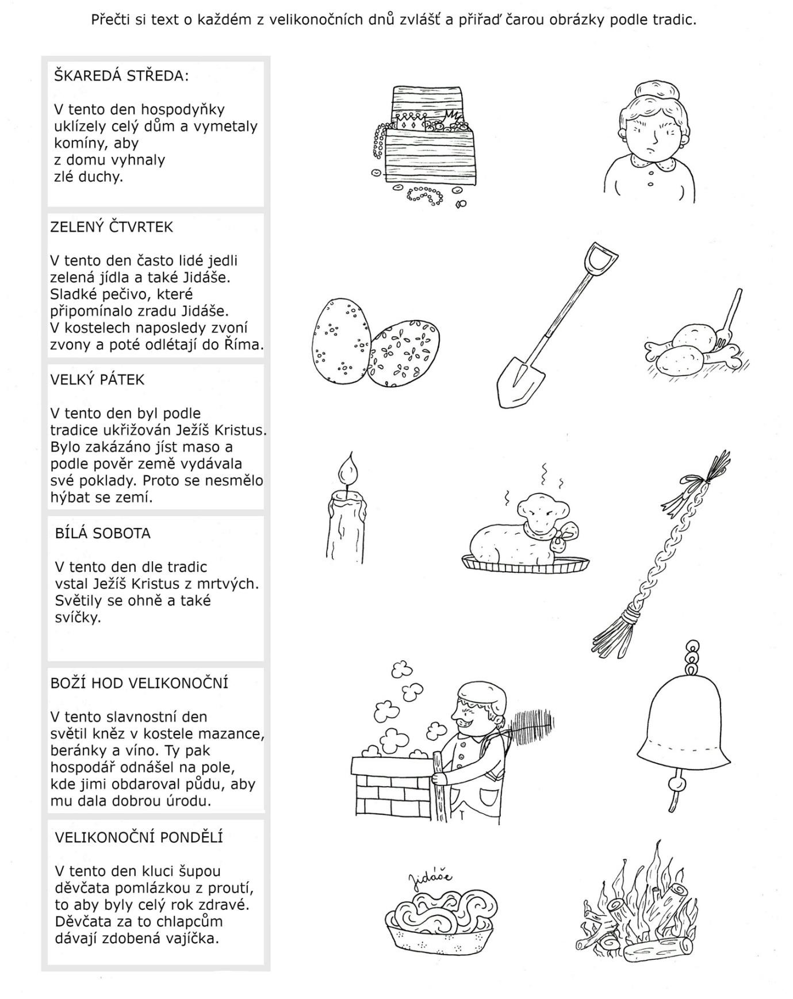 Přečti si text o každém z velikonočních dnů zvlášť a přiřaď čarou obrázky podle tradic.
ŠKAREDÁ STŘEDA:
V tento den hospodyňky
uklízely celý dům a vymetaly
komíny, aby
z domu vyhnaly
zlé duchy.
ZELENÝ ČTVRTEK
V tento den často lidé jedli
zelená jídla a také Jidáše.
Sladké pečivo, které
připomínalo zradu Jidáše.
V kostelech naposledy zvoní
zvony a poté odlétají do Říma.
VELKÝ PÁTEK
V tento den byl podle
tradice ukřižován Ježíš Kristus.
Bylo zakázáno jíst maso a
podle pověr země vydávala
své poklady. Proto se nesmělo
hýbat se zemí.
BÍLÁ SOBOTA
V tento den dle tradic
vstal Ježíš Kristus z mrtvých.
Světily se ohně a také
svíčky.
BOŽÍ HOD VELIKONOČNÍ
V tento slavnostní den
světil kněz v kostele mazance,
beránky a víno. Ty pak
hospodář odnášel na pole,
kde jimi obdaroval půdu, aby
mu dala dobrou úrodu.
VELIKONOČNÍ PONDĚLÍ
V tento den kluci šupou
děvčata pomlázkou z proutí,
to aby byly celý rok zdravé.
Děvčata za to chlapcům
dávají zdobená vajíčka.
Jidáše